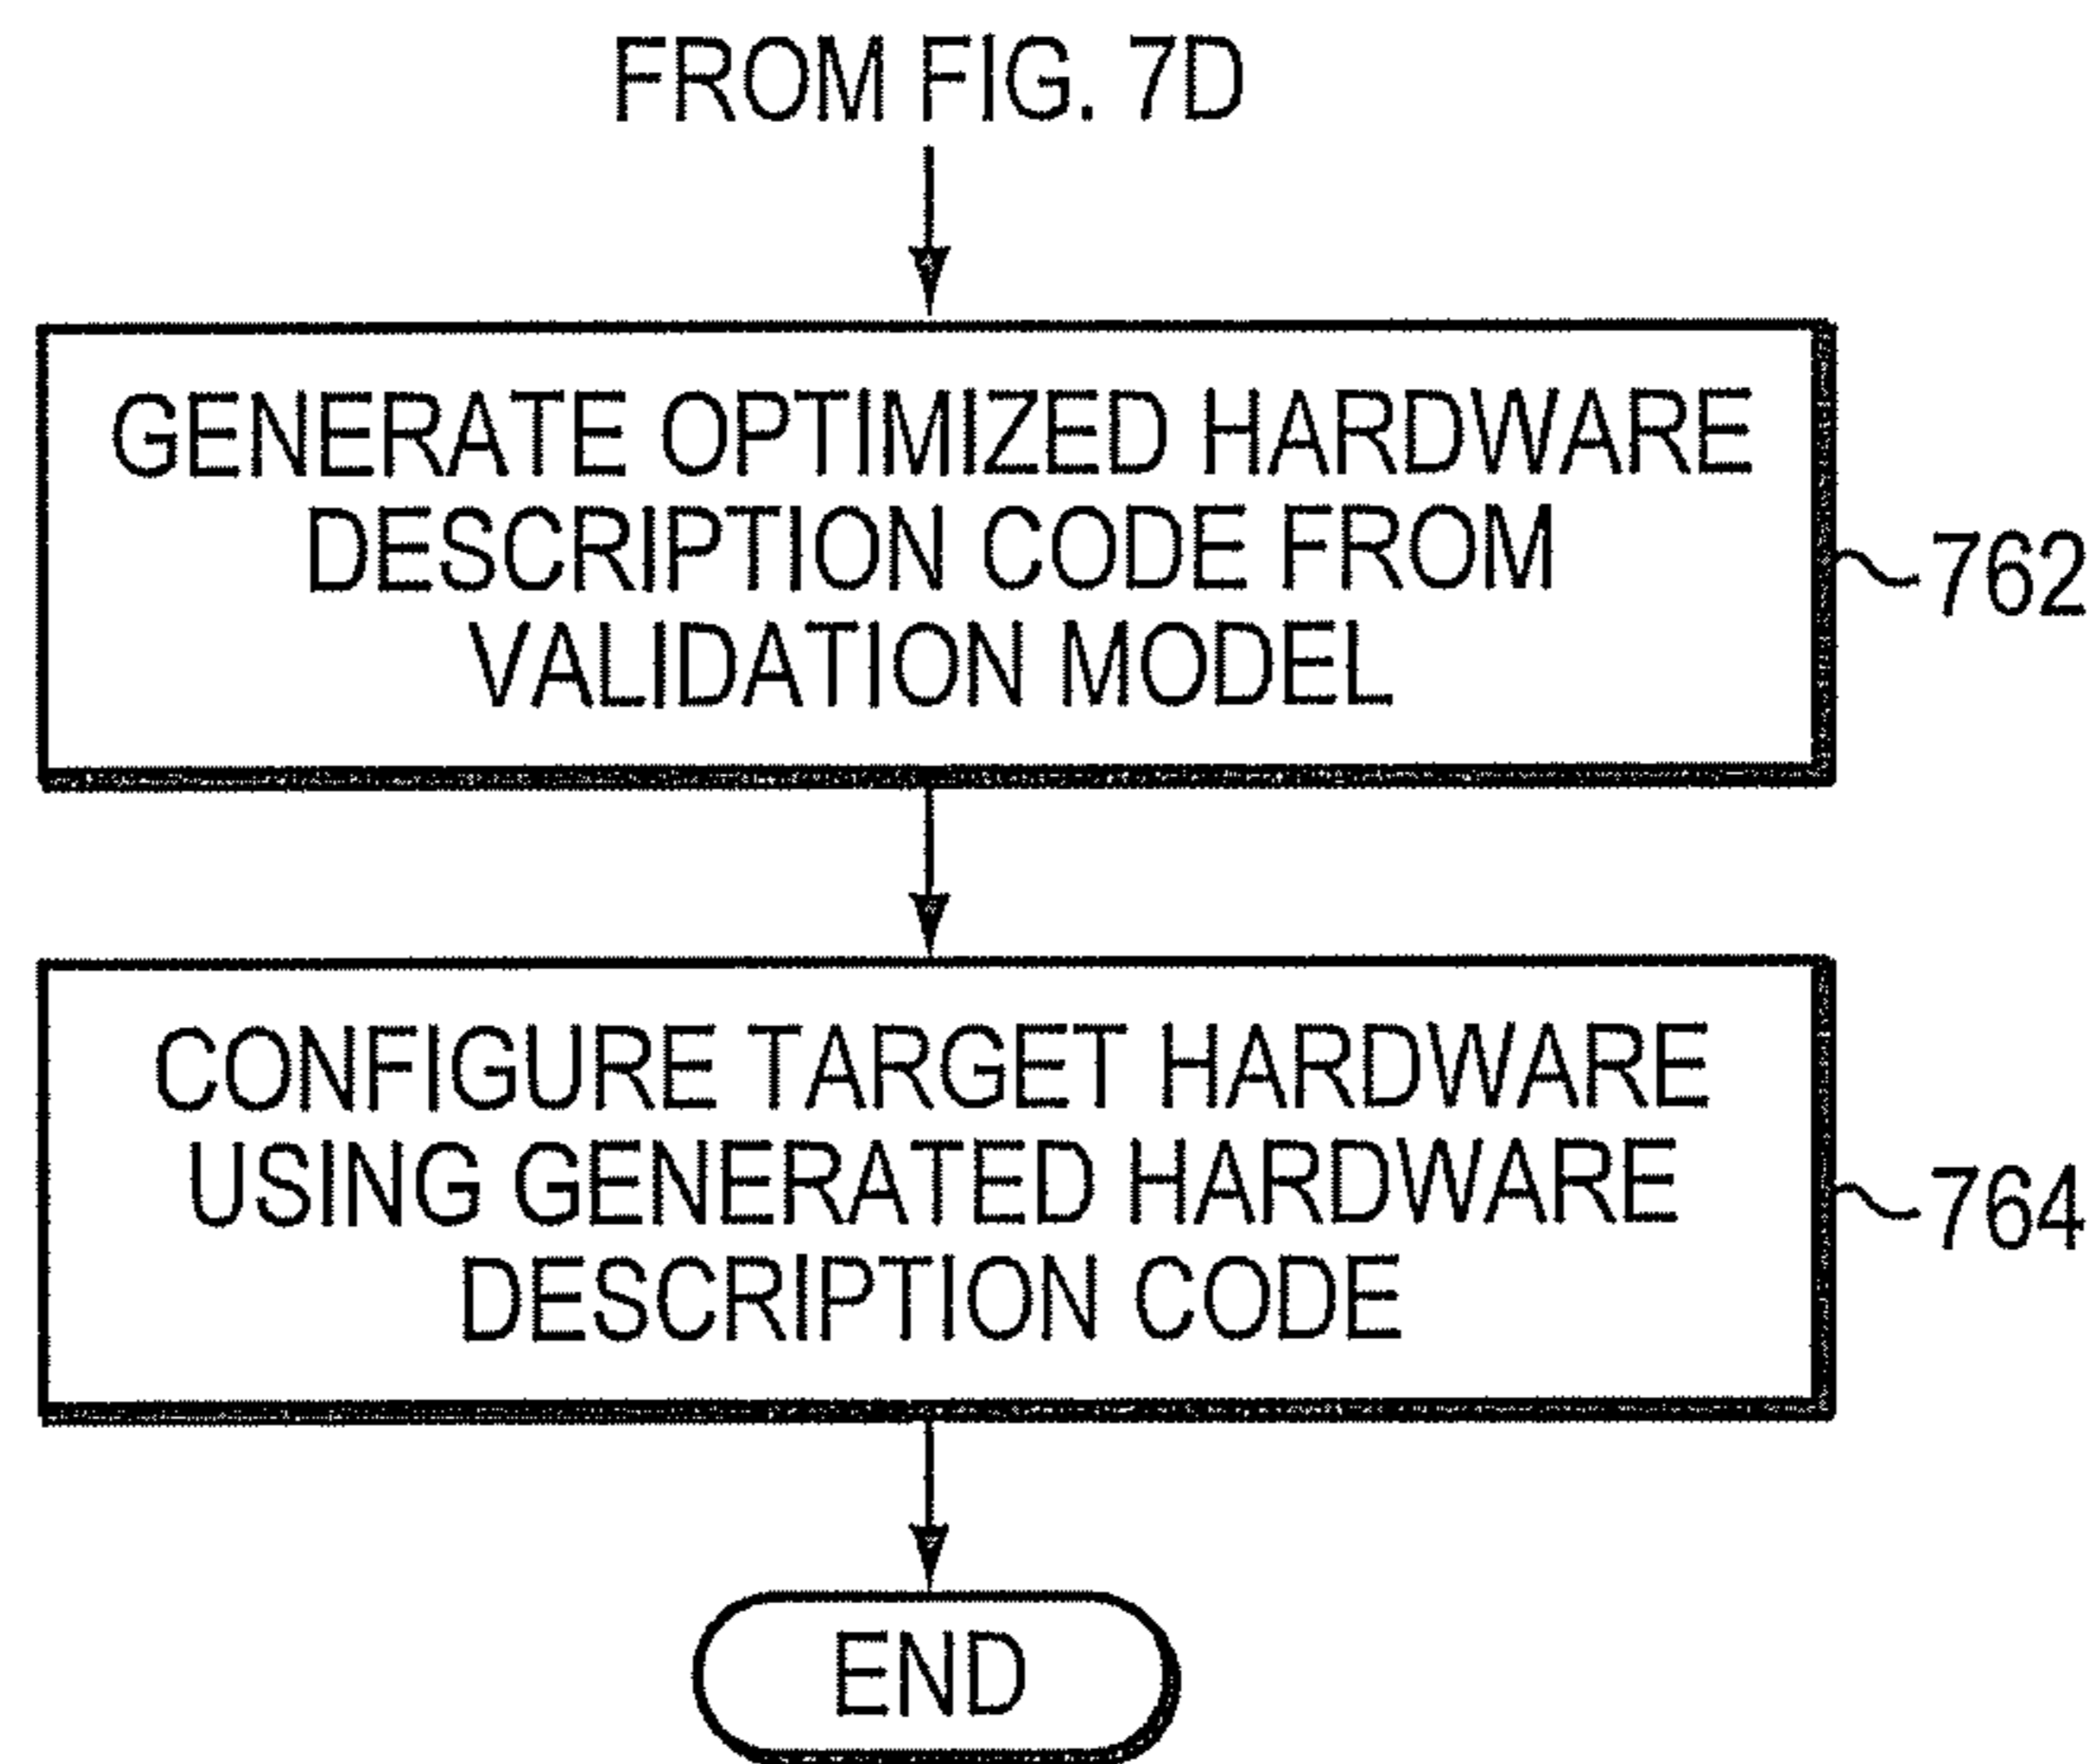 FROM FIG. 7D
GENERATE OPTIMIZED HARDWARE
DESCRIPTION CODE FROM
VALIDATION MODEL
762
CONFIGURE TARGET HARDWARE
USING GENERATED HARDWARE
DESCRIPTION CODE
764
END